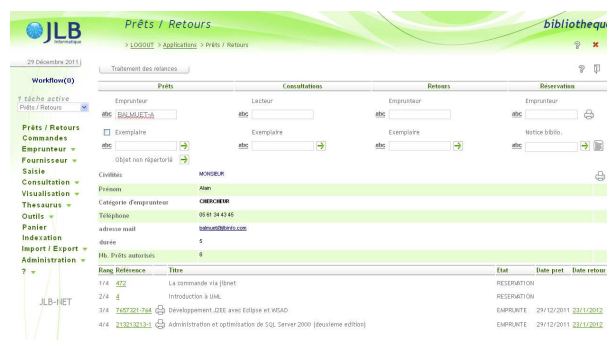 JLB
Informatique
Prêts / Retours
bibliothequ
> LOGOUT > Applications > Prêts / Retours
29 Décembre 2011|
Workflow(0)
? tâche active
Prêts / Retours
Prêts / Retours
Commandes
Emprunteur
Fournisseur
Saisie
Consultation
Visualisation
Thesaurus
Outils
Panier
Indexation
Import / Export
Administration
?
JLB-NET
Traitement des relances
Prêts Consultations Retours Réservation
Emprunteur Lecteur Emprunteur Emprunteur
abc BALMUET-A abc abc abc
Exemplaire Exemplaire Exemplaire Notice biblio.
abc abc abc abc
Objet non répertorié
Civilités MONSIEUR
Prénom Alain
Catégorie d'emprunteur CHERCHEUR
Téléphone 05 61 34 43 45
adresse mail balmuet@jlbinfo.com
durée 5
Nb. Prêts autorisés 6
Rang Référence Titre Etat Date pret Date retour
1/4 472 La commande via jlbnet RESERVATION
2/4 4 Introduction à UML RESERVATION
3/4 7657321-764 Développement J2EE avec Eclipse et WSAD EMPRUNTE 29/12/2011 23/1/2012
4/4 213213213-1 Administration et optimisation de SQL Server 2000 (deuxieme edition) EMPRUNTE 29/12/2011 23/1/2012